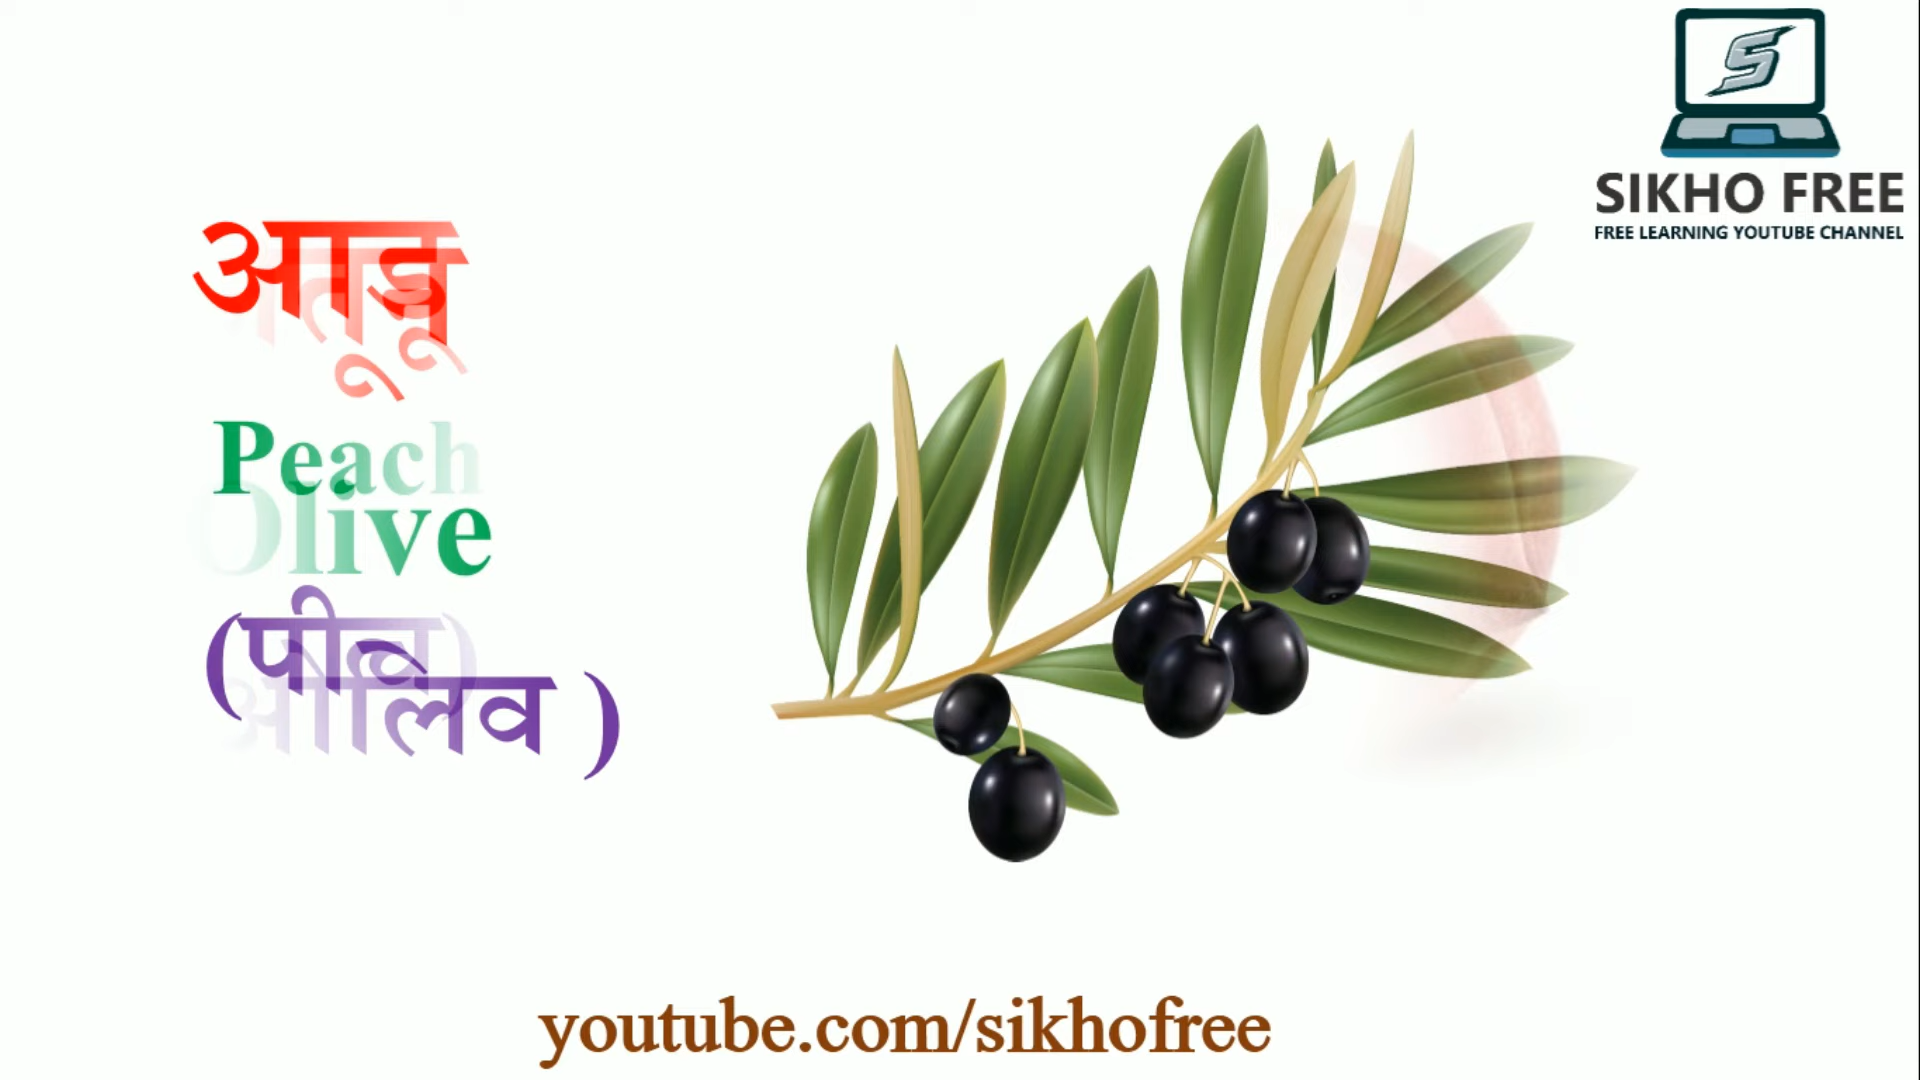 SIKHO FREE
FREE LEARNING YOUTUBE CHANNEL
आडू
Peach
Olive
ओलिव )
youtube.com/sikhofree